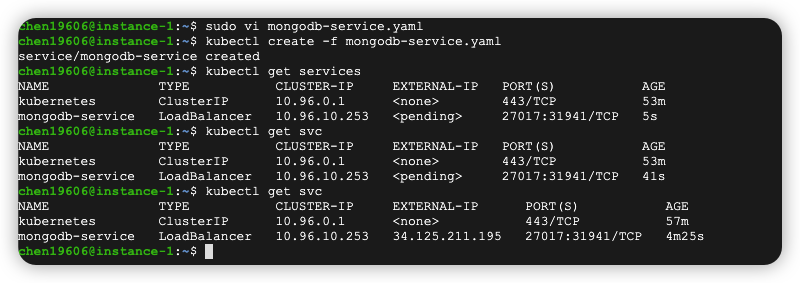 chen19606@instance-1:~$ sudo vi mongodb-service.yaml
chen19606@instance-1:~$ kubectl create -f mongodb-service.yaml
service/mongodb-service created
chen19606@instance-1:~$ kubectl get services
NAME TYPE CLUSTER-IP EXTERNAL-IP PORT(S) AGE
kubernetes ClusterIP 10.96.0.1 <none> 443/TCP 53m
mongodb-service LoadBalancer 10.96.10.253 <pending> 27017:31941/TCP 5s
chen19606@instance-1:~$ kubectl get svc
NAME TYPE CLUSTER-IP EXTERNAL-IP PORT(S) AGE
kubernetes ClusterIP 10.96.0.1 <none> 443/TCP 53m
mongodb-service LoadBalancer 10.96.10.253 <pending> 27017:31941/TCP 41s
chen19606@instance-1:~$ kubectl get svc
NAME TYPE CLUSTER-IP EXTERNAL-IP PORT(S) AGE
kubernetes ClusterIP 10.96.0.1 <none> 443/TCP 57m
mongodb-service LoadBalancer 10.96.10.253 34.125.211.195 27017:31941/TCP 4m25s
chen19606@instance-1:~$